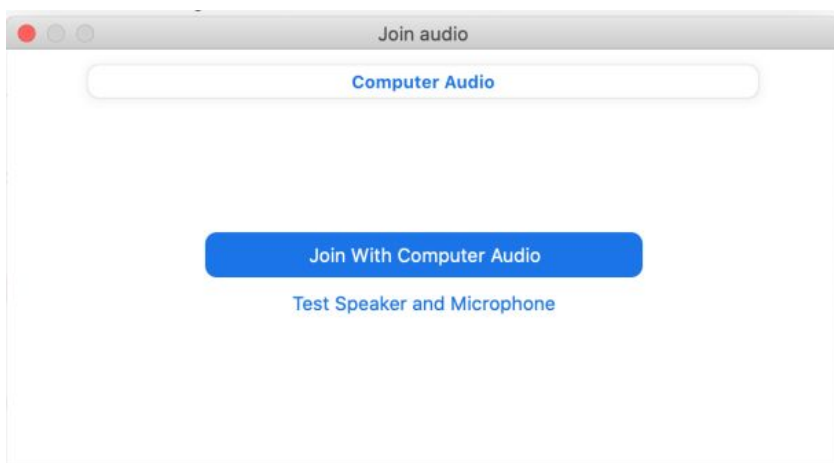 Join audio
Computer Audio
Join With Computer Audio
Test Speaker and Microphone